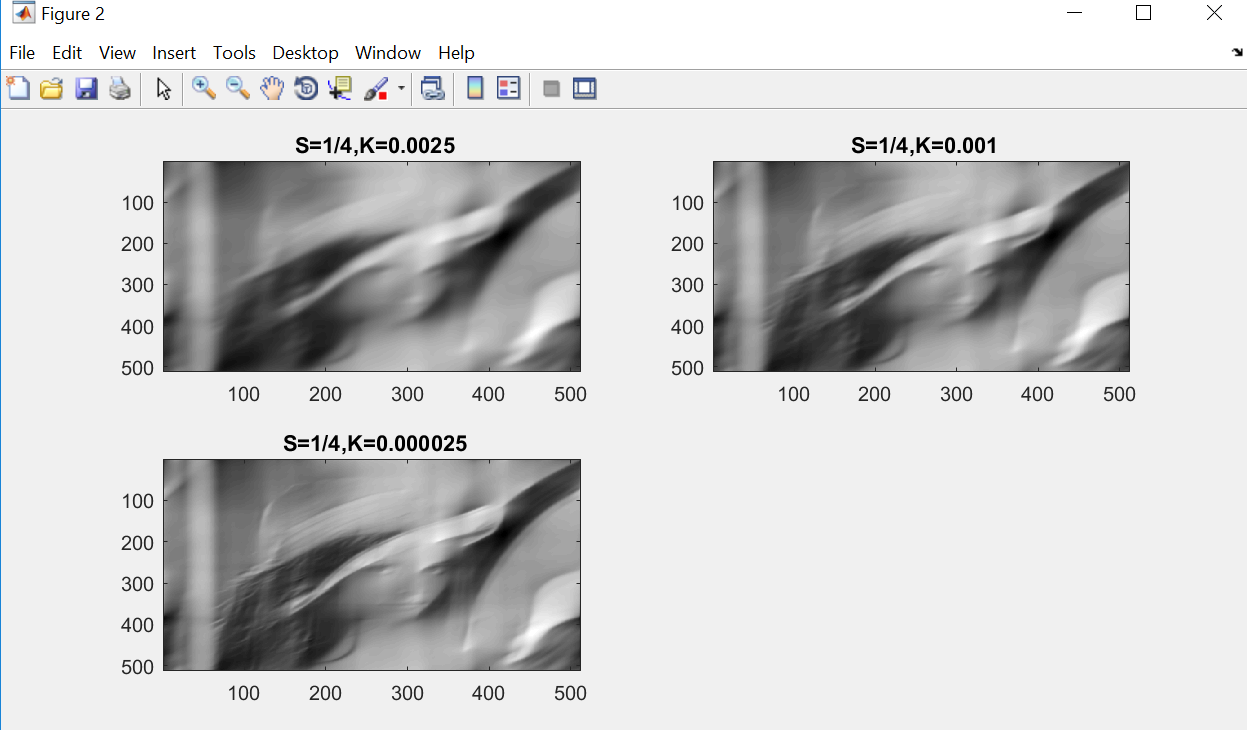 Figure 2
File Edit View Insert Tools Desktop Window Help
S=1/4,K=0.0025
100
200
300
400
500
100 200 300 400 500
S=1/4,K=0.001
100
200
300
400
500
100 200 300 400 500
S=1/4,K=0.000025
100
200
300
400
500
100 200 300 400 500